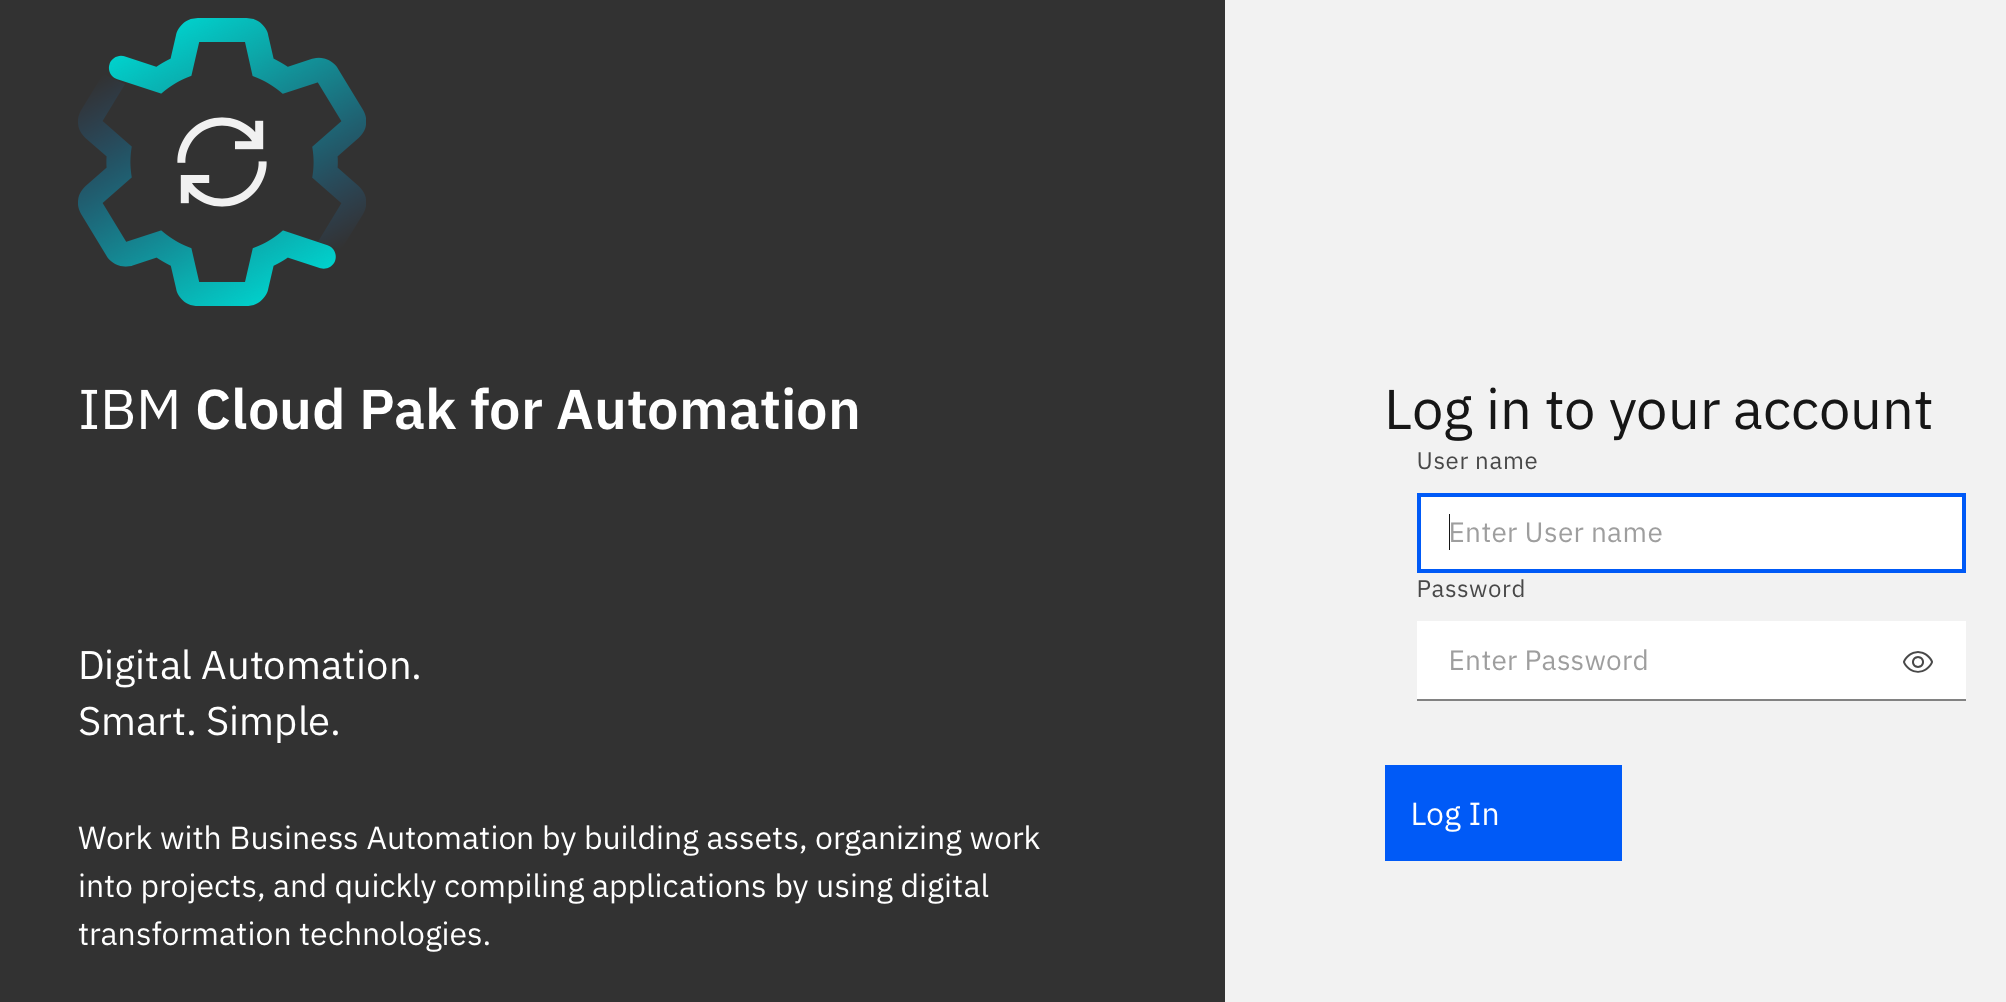 IBM Cloud Pak for Automation
Digital Automation.
Smart. Simple.
Work with Business Automation by building assets, organizing work
into projects, and quickly compiling applications by using digital
transformation technologies.
Log in to your account
User name
Enter User name
Password
Enter Password
Log In